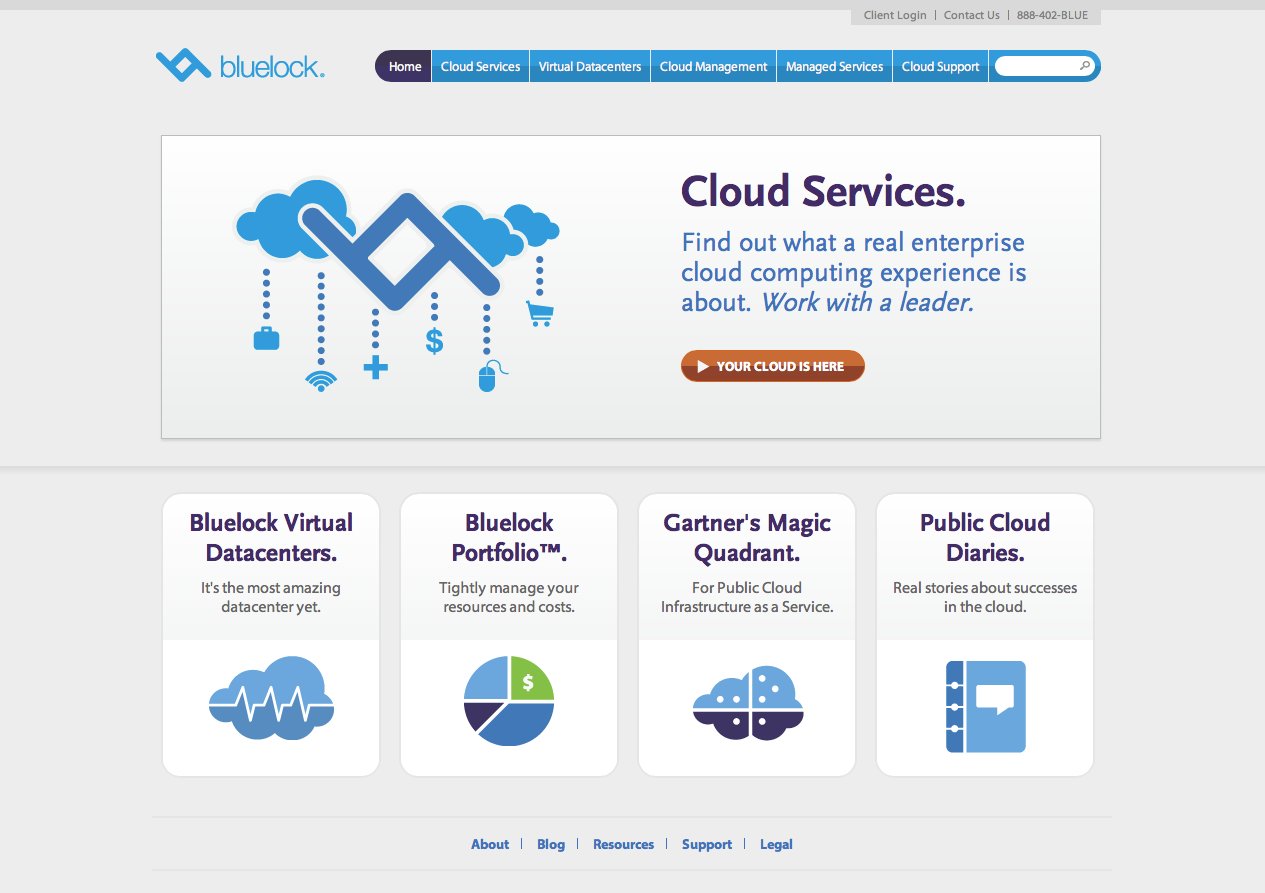 Client Login | Contact Us | 888-402-BLUE
bluelock.
Home Cloud Services Virtual Datacenters Cloud Management Managed Services Cloud Support
Cloud Services.
Find out what a real enterprise
cloud computing experience is
about. Work with a leader.
YOUR CLOUD IS HERE
$
Bluelock Virtual
Datacenters.
It's the most amazing
datacenter yet.
Bluelock
Portfolio™.
Tightly manage your
resources and costs.
$
Gartner's Magic
Quadrant.
For Public Cloud
Infrastructure as a Service.
Public Cloud
Diaries.
Real stories about successes
in the cloud.
About | Blog | Resources | Support | Legal